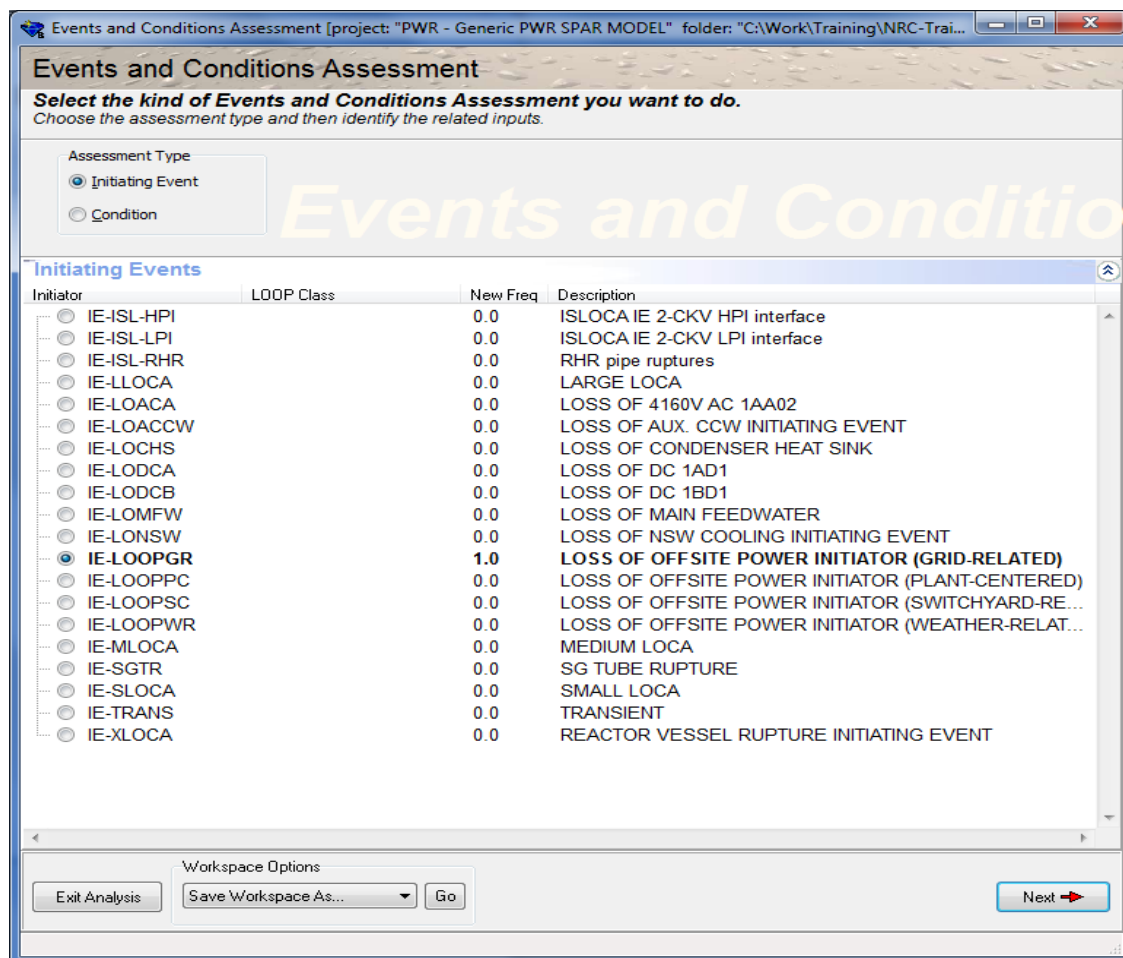 Events and Conditions Assessment [project: "PWR - Generic PWR SPAR MODEL" folder: "C:\Work\Training\NRC-Trai...
Events and Conditions Assessment
Select the kind of Events and Conditions Assessment you want to do.
Choose the assessment type and then identify the related inputs.
Assessment Type
Initiating Event
Condition
Events and Conditio
Initiating Events
Initiator LOOP Class New Freq Description
IE-ISL-HPI 0.0 ISLOCA IE 2-CKV HPI interface
IE-ISL-LPI 0.0 ISLOCA IE 2-CKV LPI interface
IE-ISL-RHR 0.0 RHR pipe ruptures
IE-LLOCA 0.0 LARGE LOCA
IE-LOACA 0.0 LOSS OF 4160V AC 1AA02
IE-LOACCW 0.0 LOSS OF AUX. CCW INITIATING EVENT
IE-LOCHS 0.0 LOSS OF CONDENSER HEAT SINK
IE-LODCA 0.0 LOSS OF DC 1AD1
IE-LODCB 0.0 LOSS OF DC 1BD1
IE-LOMFW 0.0 LOSS OF MAIN FEEDWATER
IE-LONSW 0.0 LOSS OF NSW COOLING INITIATING EVENT
IE-LOOPGR 1.0 LOSS OF OFFSITE POWER INITIATOR (GRID-RELATED)
IE-LOOPPC 0.0 LOSS OF OFFSITE POWER INITIATOR (PLANT-CENTERED)
IE-LOOPSC 0.0 LOSS OF OFFSITE POWER INITIATOR (SWITCHYARD-RE...
IE-LOOPWR 0.0 LOSS OF OFFSITE POWER INITIATOR (WEATHER-RELAT...
IE-MLOCA 0.0 MEDIUM LOCA
IE-SGTR 0.0 SG TUBE RUPTURE
IE-SLOCA 0.0 SMALL LOCA
IE-TRANS 0.0 TRANSIENT
IE-XLOCA 0.0 REACTOR VESSEL RUPTURE INITIATING EVENT
Workspace Options
Exit Analysis Save Workspace As... Go Next